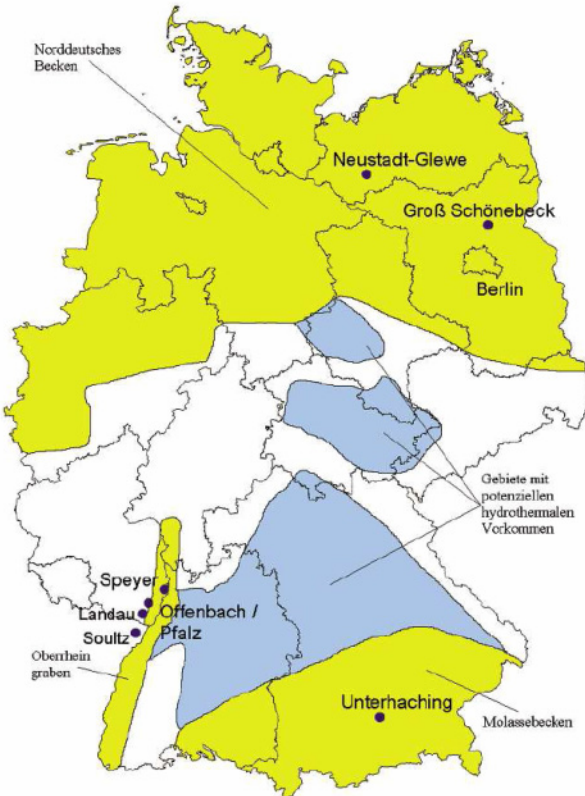 Norddeutsches
Becken
Neustadt-Glewe
Groß Schönebeck
Berlin
Gebiete mit
potenziellen
hydrothermalen
Vorkommen
Speyer
Landau
Offenbach /
Pfalz
Soultz
Oberrhein
graben
Unterhaching
Molassebecken